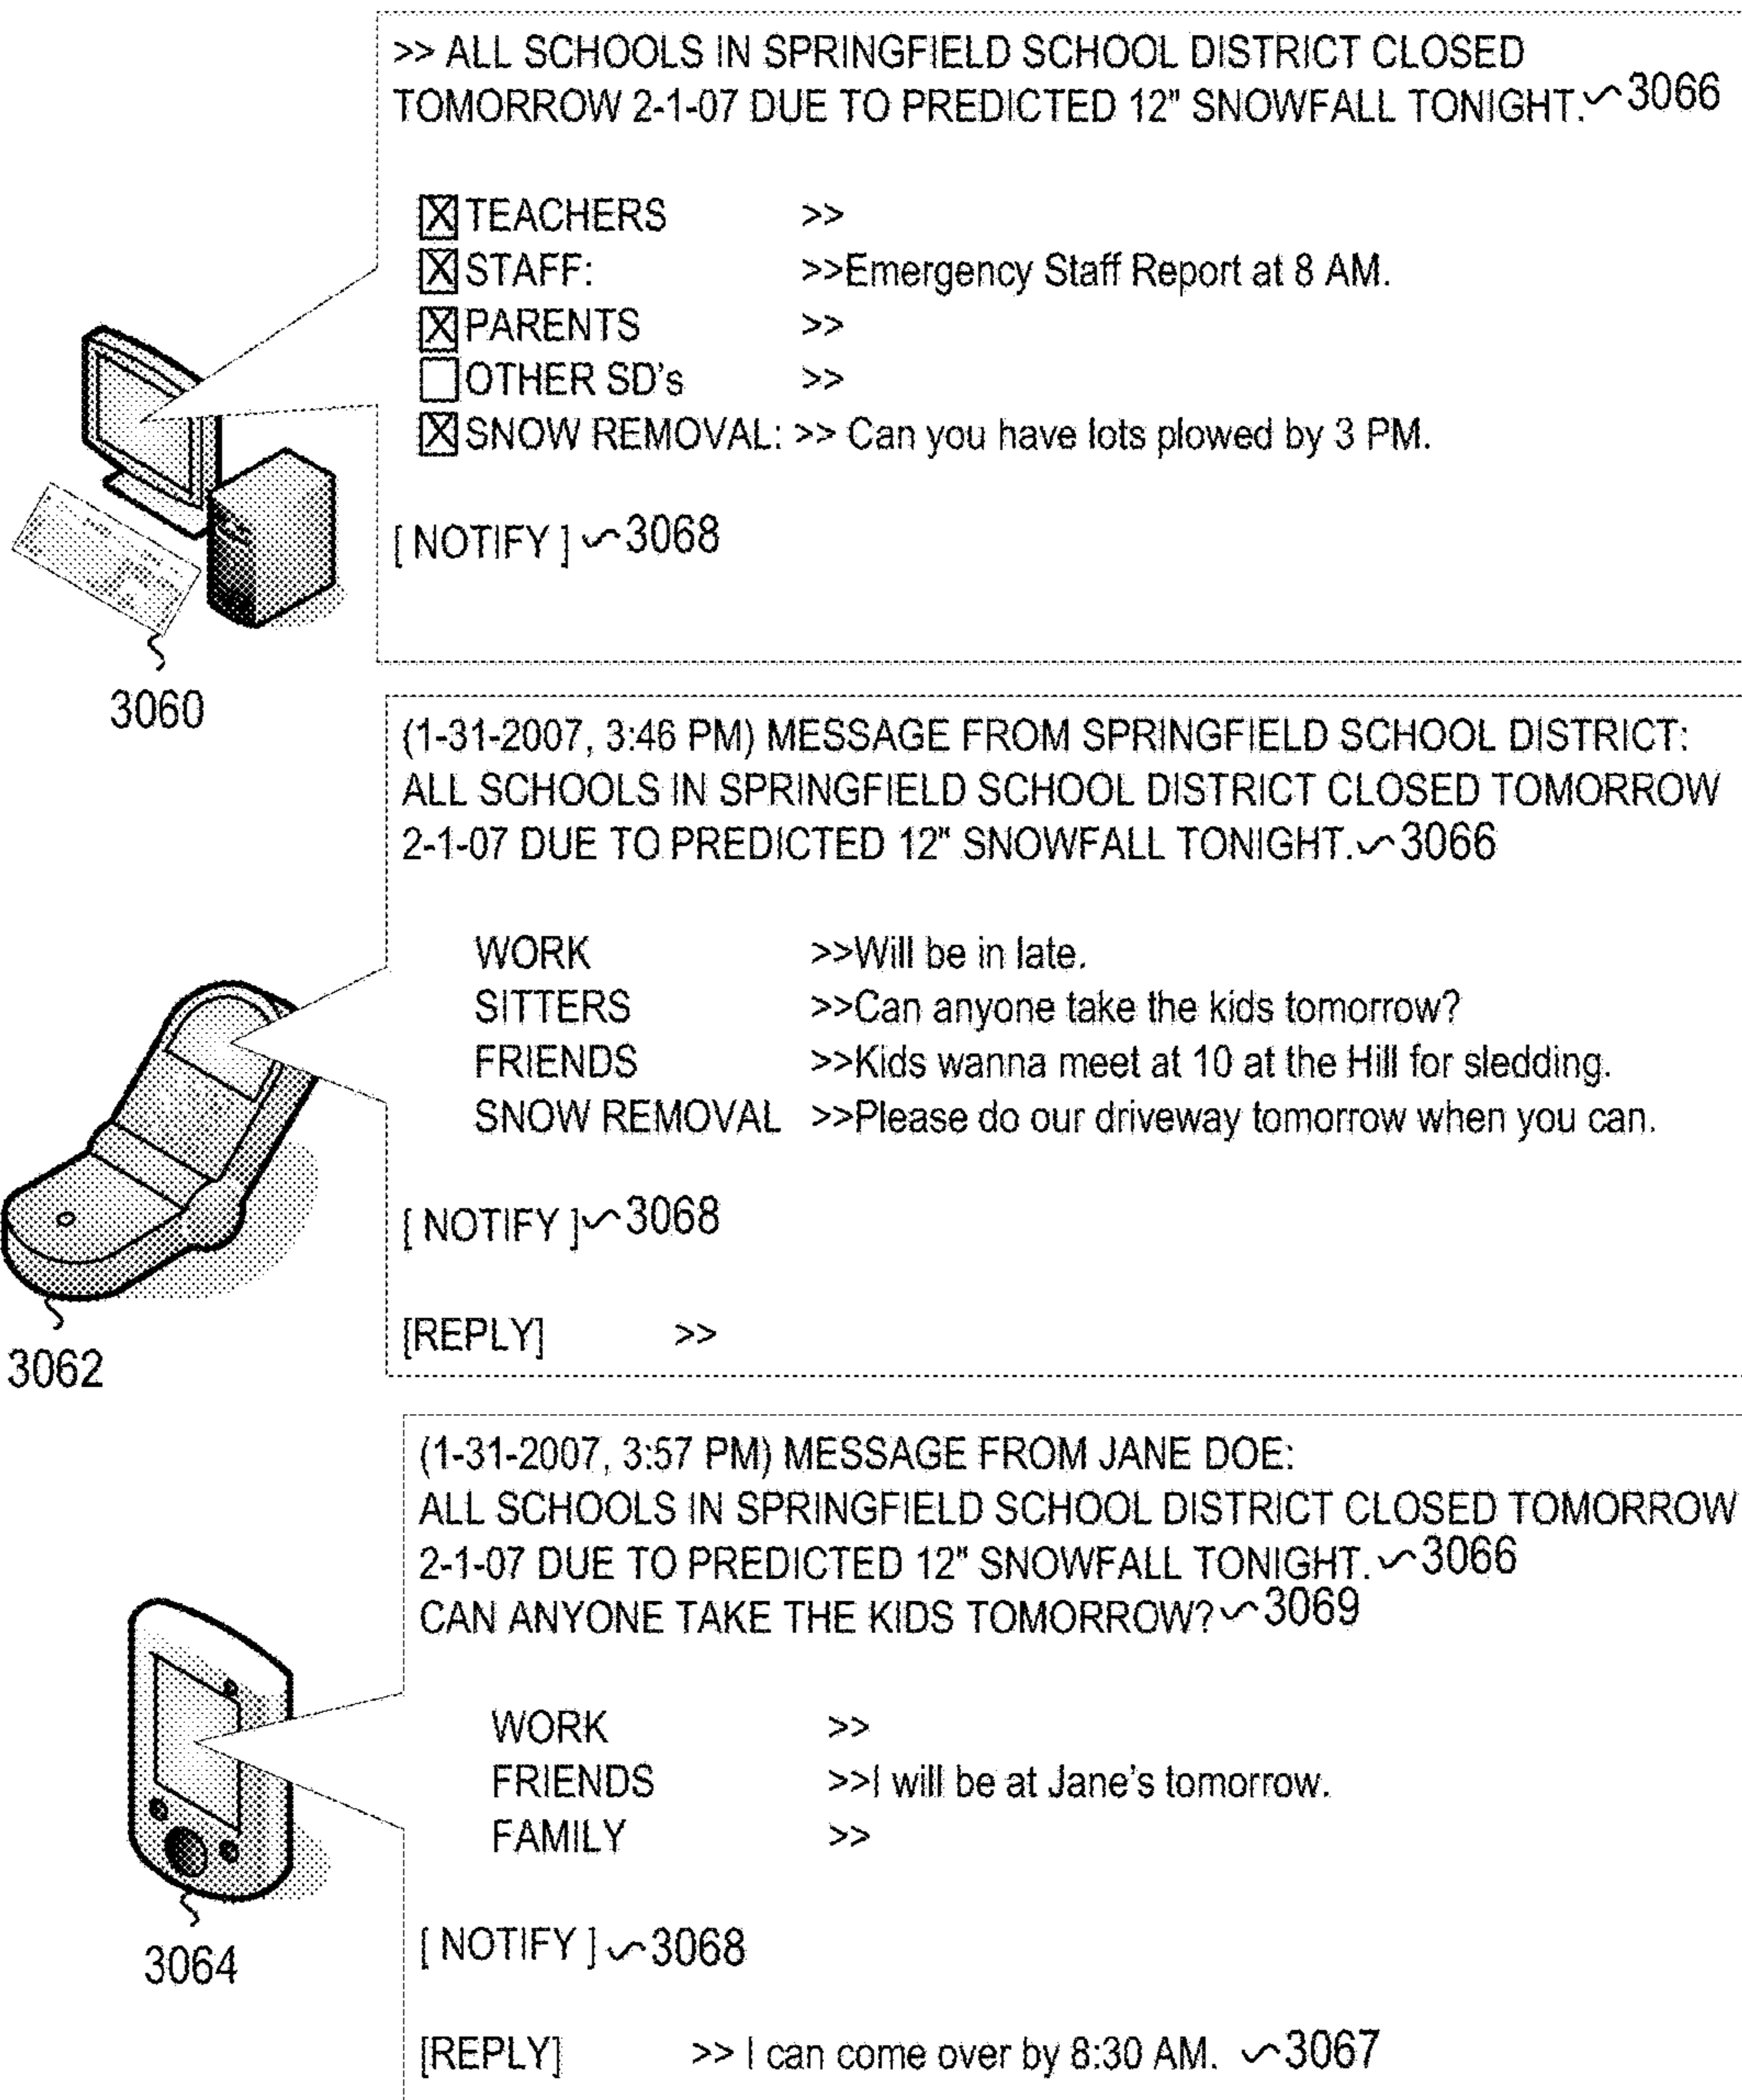 >> ALL SCHOOLS IN SPRINGFIELD SCHOOL DISTRICT CLOSED
TOMORROW 2-1-07 DUE TO PREDICTED 12" SNOWFALL TONIGHT. 3066
TEACHERS >>
STAFF: >>Emergency Staff Report at 8 AM.
PARENTS >>
OTHER SD's >>
SNOW REMOVAL: >> Can you have lots plowed by 3 PM.
[ NOTIFY ] 3068
3060
(1-31-2007, 3:46 PM) MESSAGE FROM SPRINGFIELD SCHOOL DISTRICT:
ALL SCHOOLS IN SPRINGFIELD SCHOOL DISTRICT CLOSED TOMORROW
2-1-07 DUE TO PREDICTED 12" SNOWFALL TONIGHT. 3066
WORK >>Will be in late.
SITTERS >>Can anyone take the kids tomorrow?
FRIENDS >>Kids wanna meet at 10 at the Hill for sledding.
SNOW REMOVAL >>Please do our driveway tomorrow when you can.
[ NOTIFY ] 3068
[REPLY] >>
3062
(1-31-2007, 3:57 PM) MESSAGE FROM JANE DOE:
ALL SCHOOLS IN SPRINGFIELD SCHOOL DISTRICT CLOSED TOMORROW
2-1-07 DUE TO PREDICTED 12" SNOWFALL TONIGHT. 3066
CAN ANYONE TAKE THE KIDS TOMORROW? 3069
WORK >>
FRIENDS >>I will be at Jane's tomorrow.
FAMILY >>
[ NOTIFY ] 3068
3064
[REPLY] >> I can come over by 8:30 AM. 3067